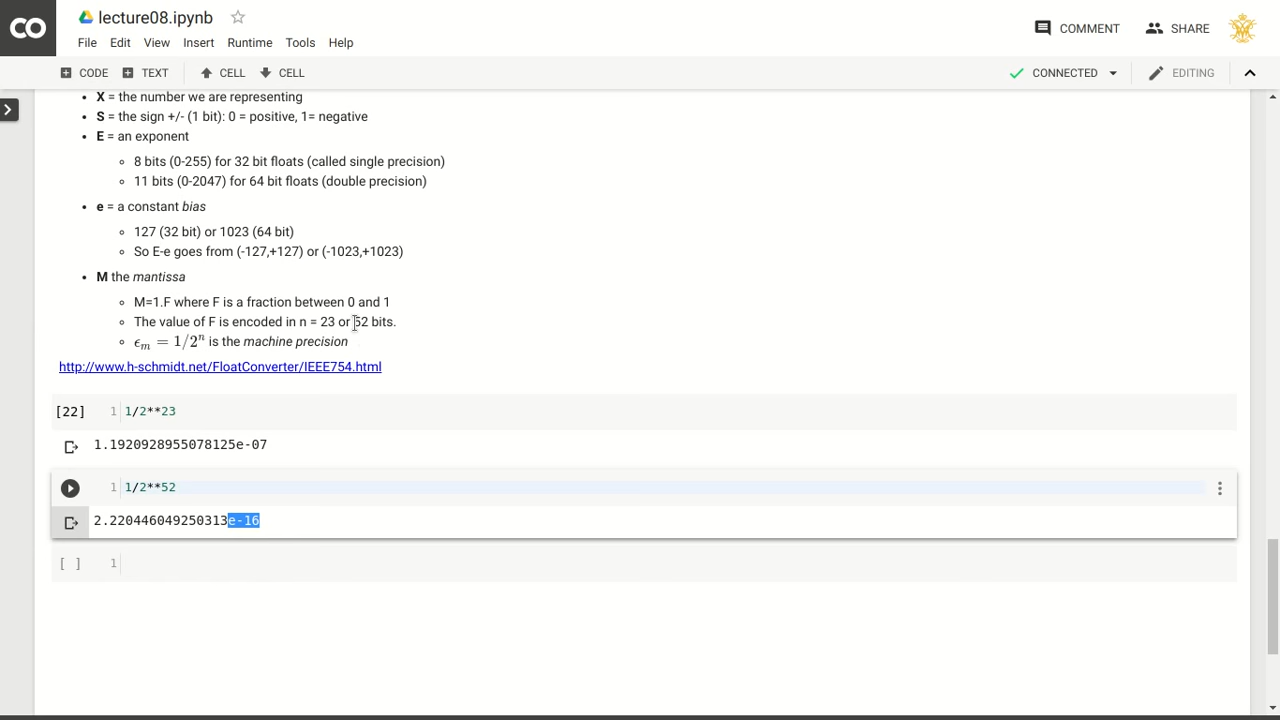 CO lecture08.ipynb
COMMENT SHARE
File Edit View Insert Runtime Tools Help
CODE TEXT CELL CELL CONNECTED EDITING
X = the number we are representing
S = the sign +/- (1 bit): 0 = positive, 1= negative
E = an exponent
8 bits (0-255) for 32 bit floats (called single precision)
11 bits (0-2047) for 64 bit floats (double precision)
e = a constant bias
127 (32 bit) or 1023 (64 bit)
So E-e goes from (-127,+127) or (-1023,+1023)
M the mantissa
M=1.F where F is a fraction between 0 and 1
The value of F is encoded in n = 23 or 52 bits.
ϵₘ = 1/2ⁿ is the machine precision
http://www.h-schmidt.net/FloatConverter/IEEE754.html
[22] 1 1/2**23
1.1920928955078125e-07
1 1/2**52
2.220446049250313e-16
[ ] 1